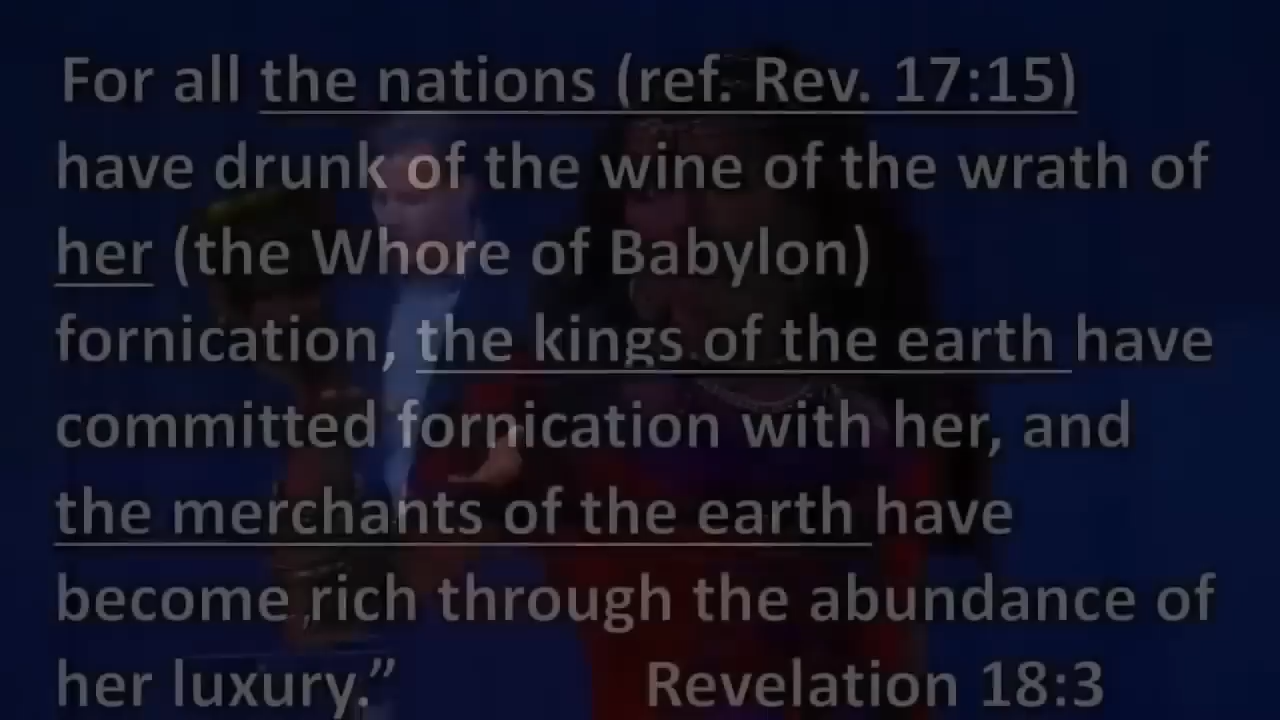 For all the nations (ref. Rev. 17:15)
have drunk of the wine of the wrath of
her (the Whore of Babylon)
fornication, the kings of the earth have
committed fornication with her, and
the merchants of the earth have
become rich through the abundance of
her luxury.” Revelation 18:3